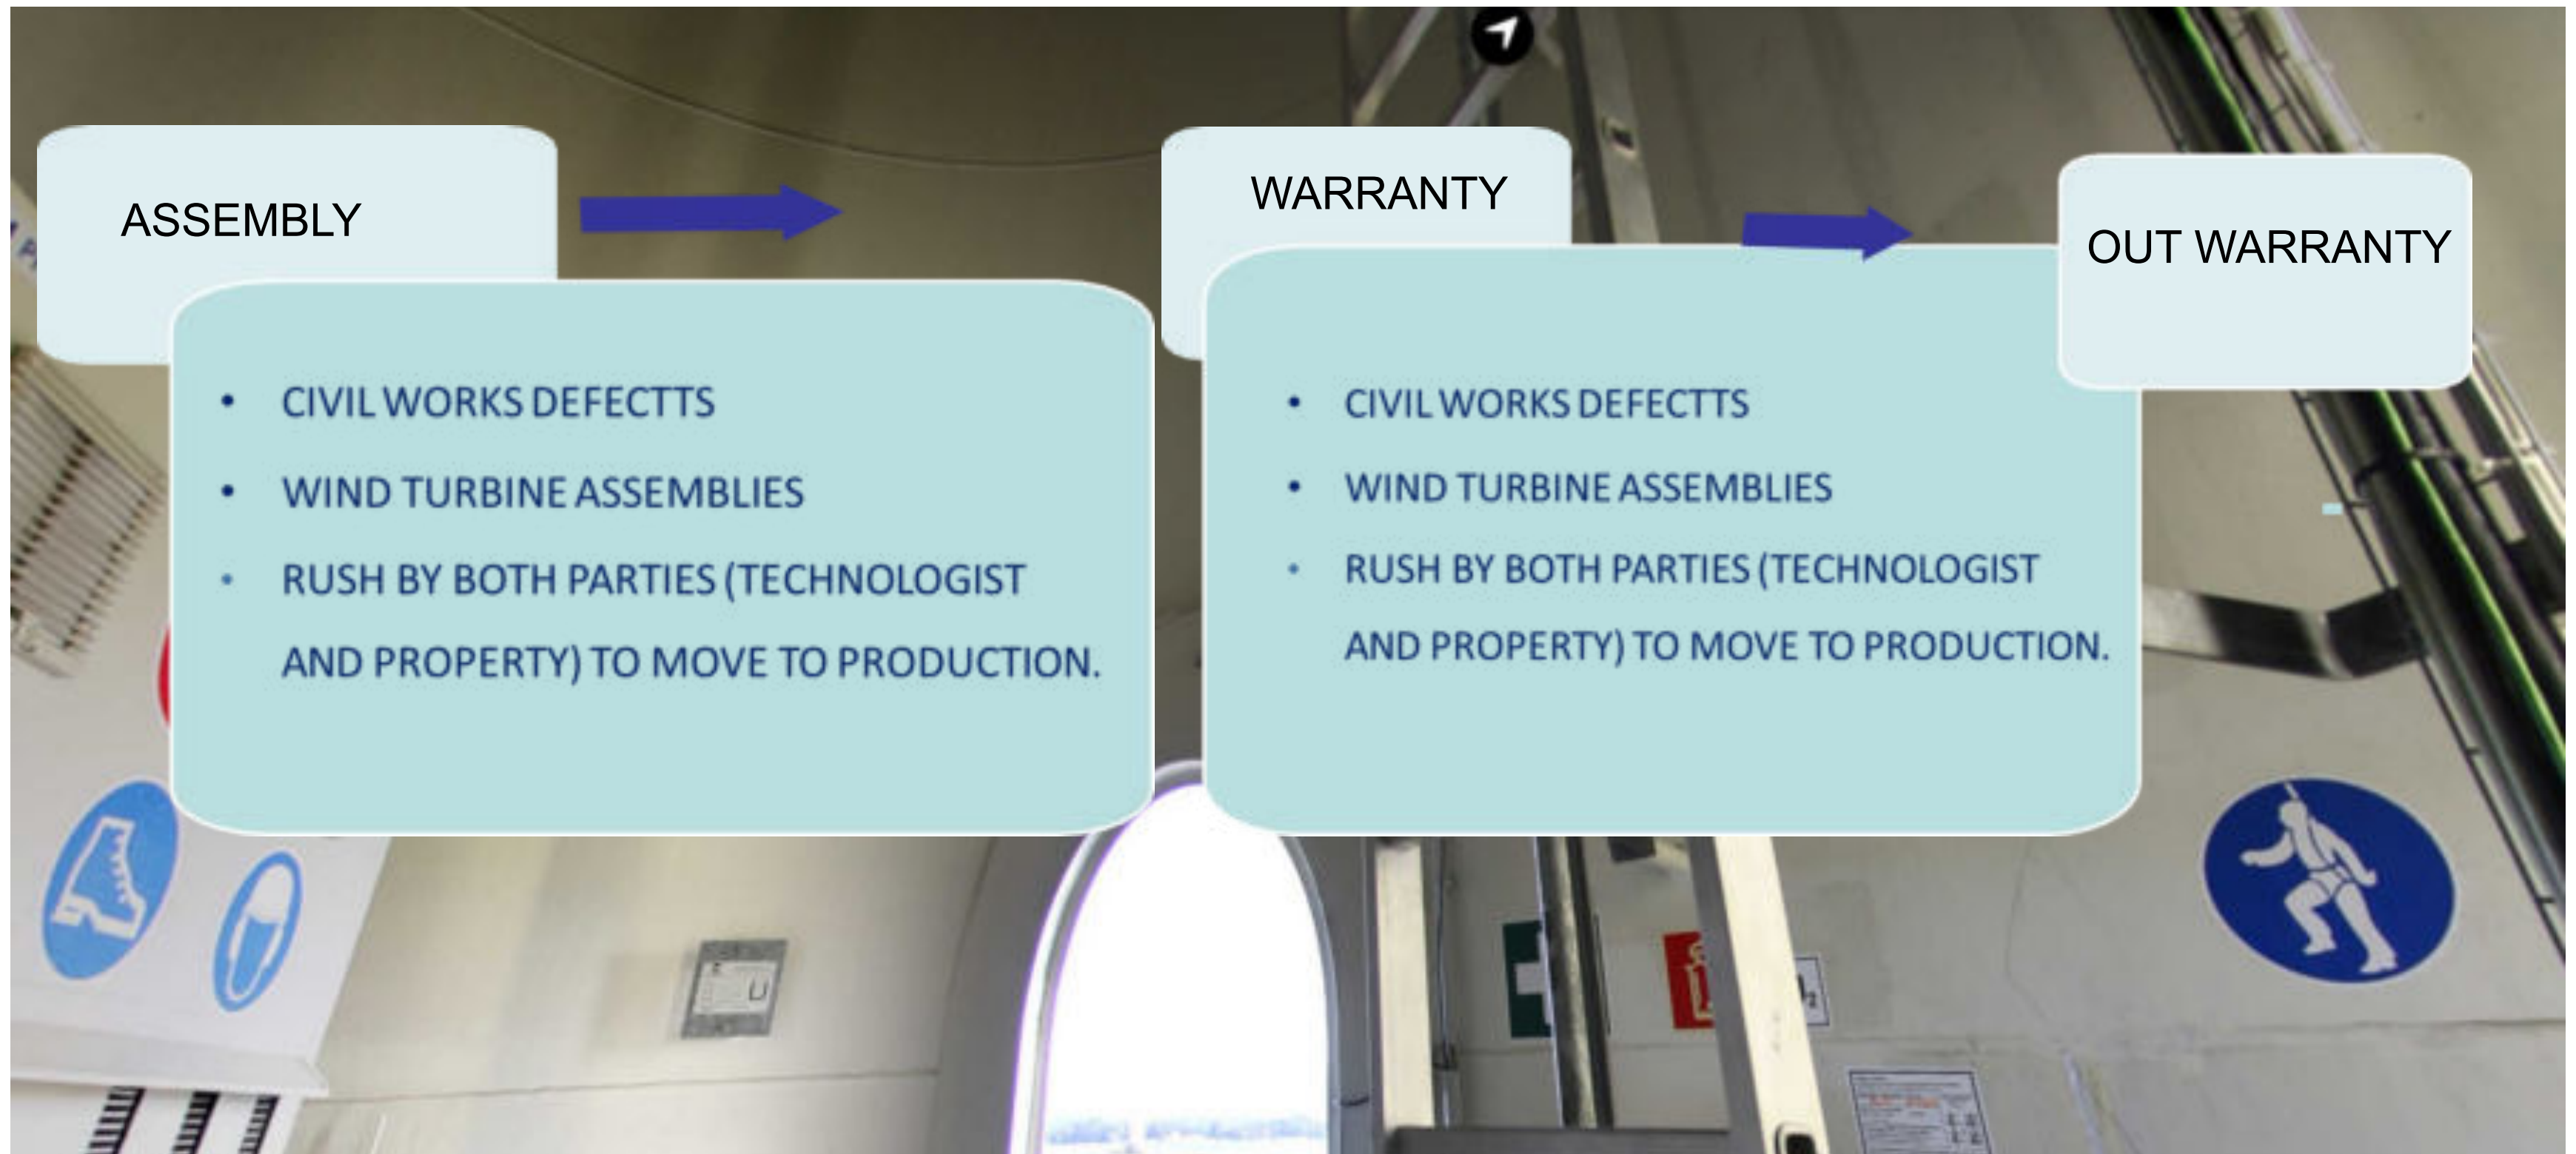 ASSEMBLY
WARRANTY
OUT WARRANTY
• CIVIL WORKS DEFECTTS
• WIND TURBINE ASSEMBLIES
• RUSH BY BOTH PARTIES (TECHNOLOGIST
AND PROPERTY) TO MOVE TO PRODUCTION.
• CIVIL WORKS DEFECTTS
• WIND TURBINE ASSEMBLIES
• RUSH BY BOTH PARTIES (TECHNOLOGIST
AND PROPERTY) TO MOVE TO PRODUCTION.